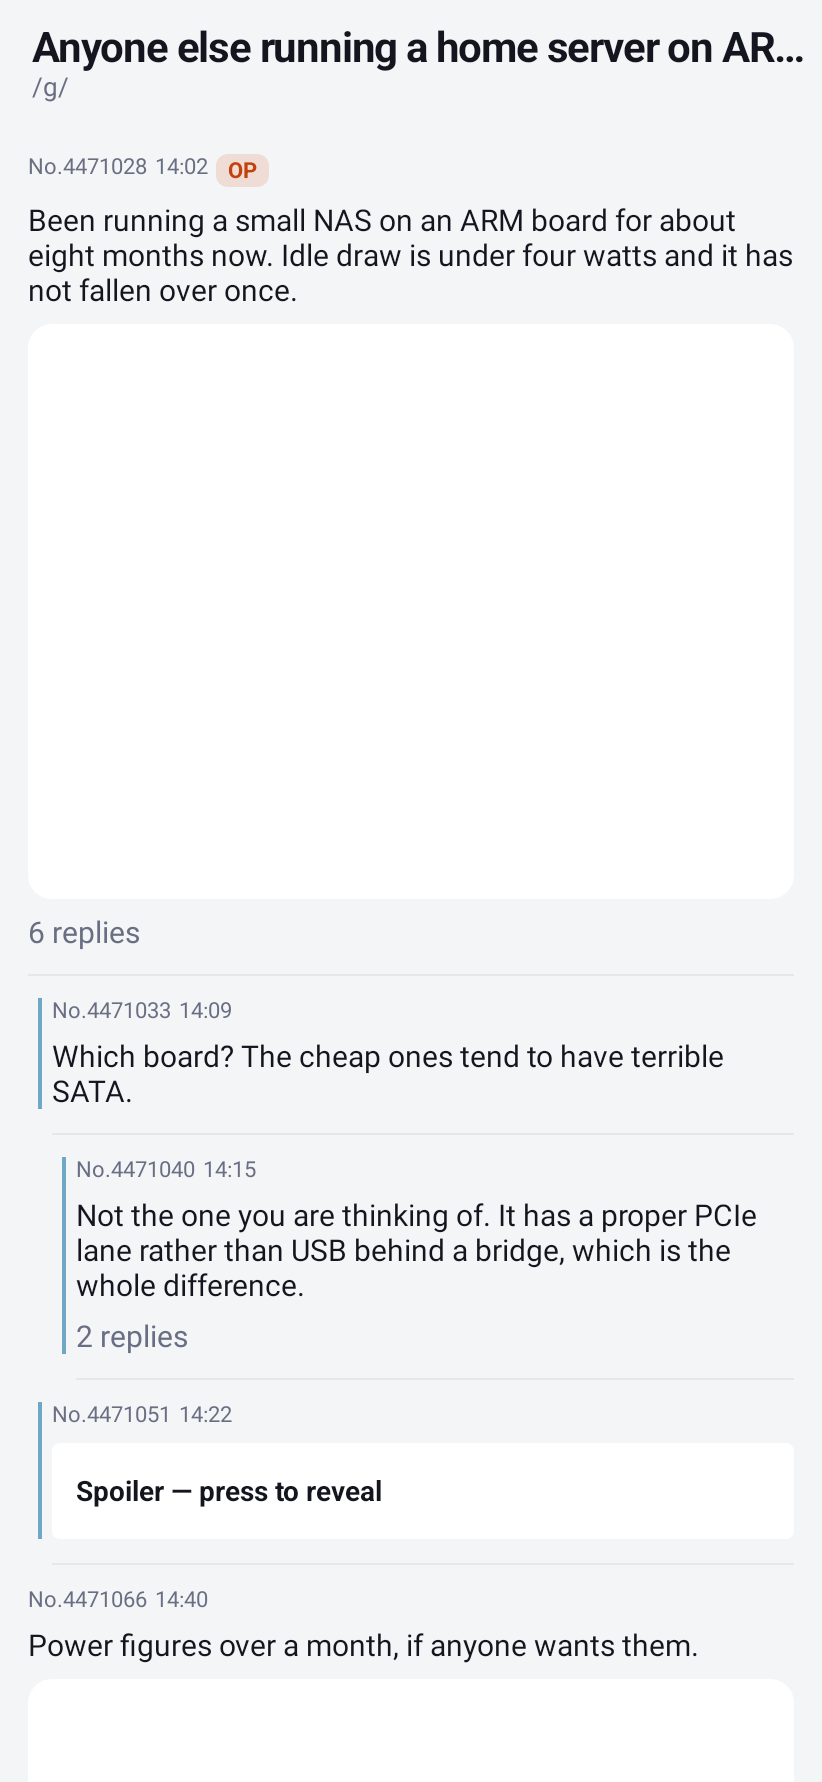 Anyone else running a home server on AR...
/g/
No.4471028 14:02 OP
Been running a small NAS on an ARM board for about
eight months now. Idle draw is under four watts and it has
not fallen over once.
6 replies
No.4471033 14:09
Which board? The cheap ones tend to have terrible
SATA.
No.4471040 14:15
Not the one you are thinking of. It has a proper PCIe
lane rather than USB behind a bridge, which is the
whole difference.
2 replies
No.4471051 14:22
Spoiler — press to reveal
No.4471066 14:40
Power figures over a month, if anyone wants them.